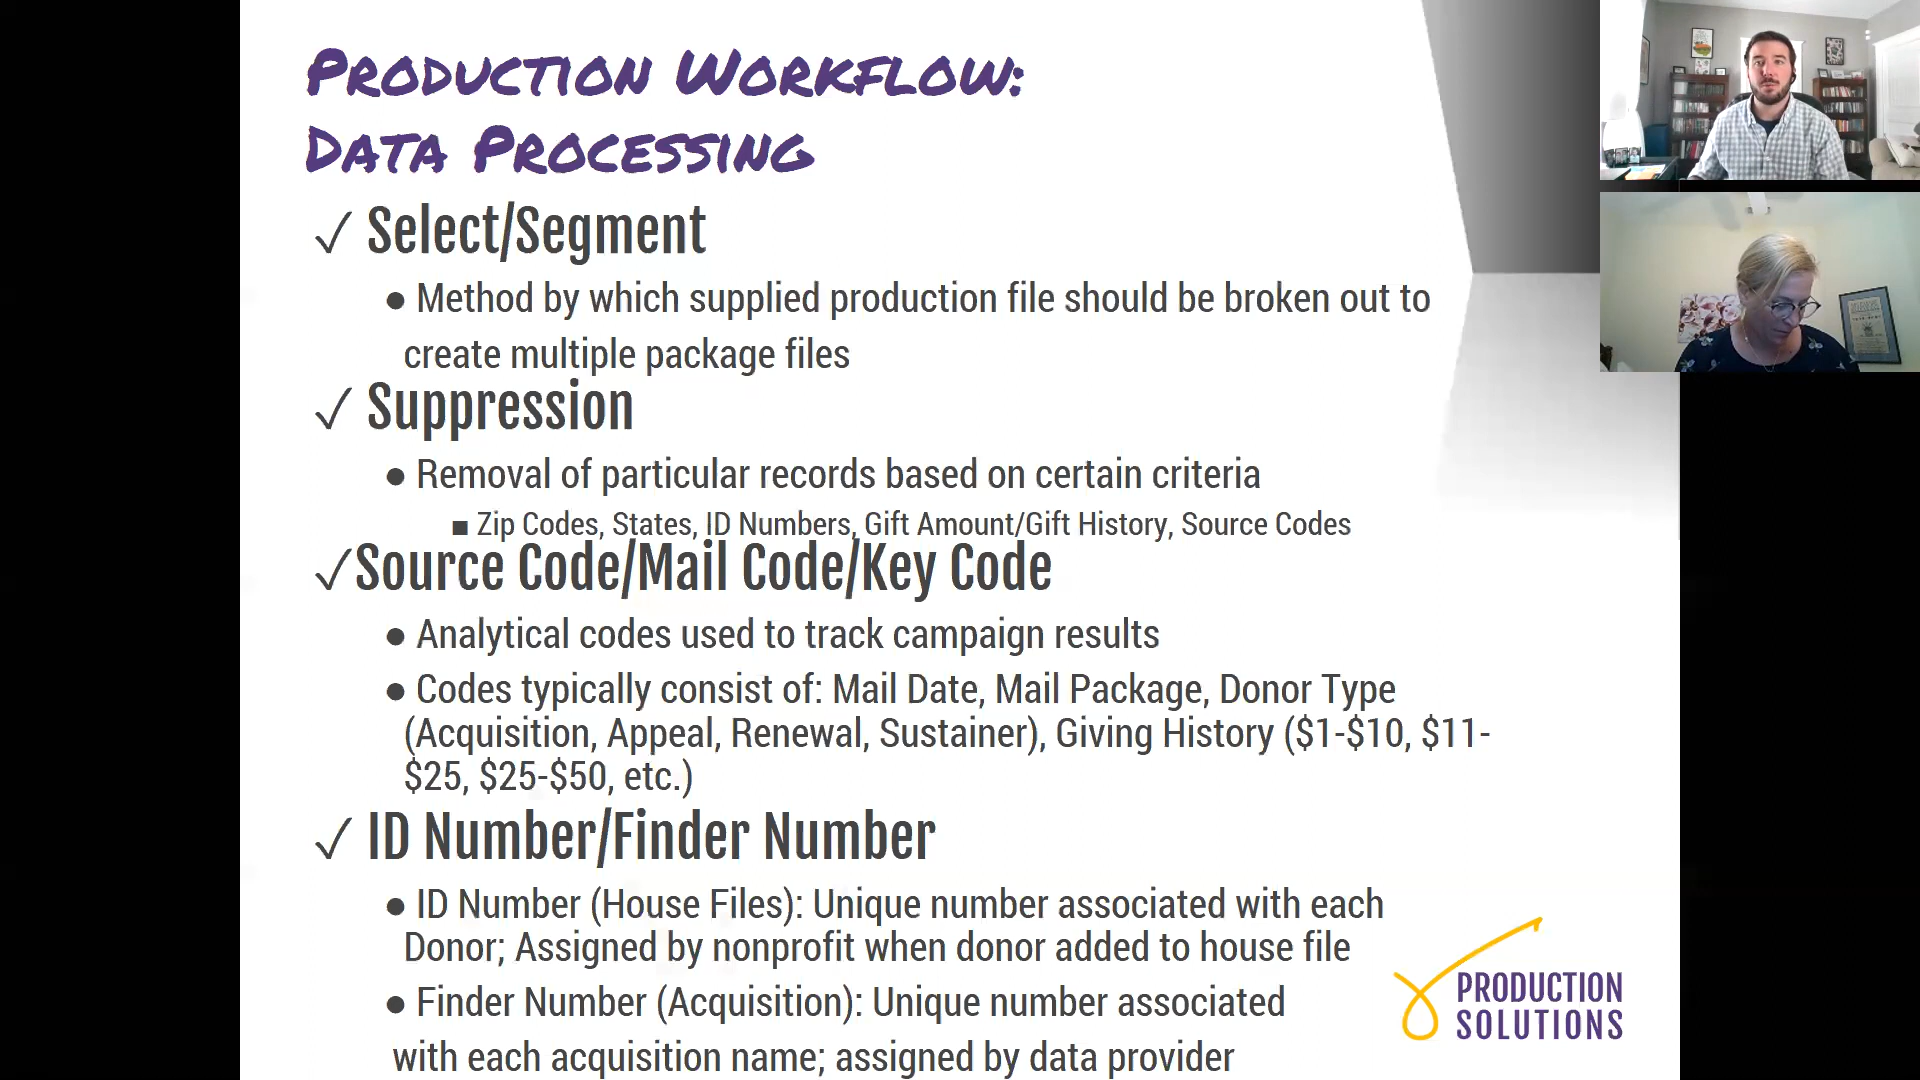 Production Workflow:
Data Processing
✓ Select/Segment
● Method by which supplied production file should be broken out to
create multiple package files
✓ Suppression
● Removal of particular records based on certain criteria
■ Zip Codes, States, ID Numbers, Gift Amount/Gift History, Source Codes
✓Source Code/Mail Code/Key Code
● Analytical codes used to track campaign results
● Codes typically consist of: Mail Date, Mail Package, Donor Type
(Acquisition, Appeal, Renewal, Sustainer), Giving History ($1-$10, $11-
$25, $25-$50, etc.)
✓ ID Number/Finder Number
● ID Number (House Files): Unique number associated with each
Donor; Assigned by nonprofit when donor added to house file
● Finder Number (Acquisition): Unique number associated
with each acquisition name; assigned by data provider
PRODUCTION
SOLUTIONS